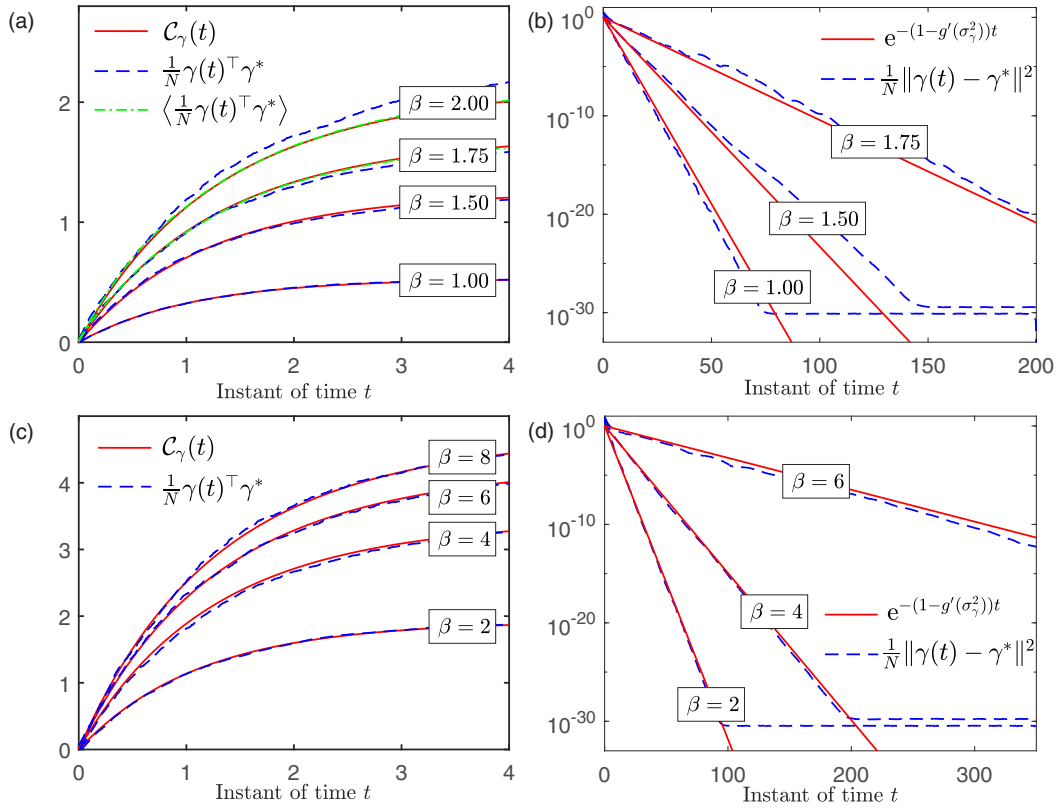 (a)
C_γ(t)
1/N γ(t)^⊤γ*
⟨1/N γ(t)^⊤γ*⟩
β = 2.00
β = 1.75
β = 1.50
β = 1.00
2
1
0
0 1 2 3 4
Instant of time t
(b)
e^{-(1-g′(σ_γ^2))t}
1/N ‖γ(t) − γ*‖^2
β = 1.75
β = 1.50
β = 1.00
10^0
10^-10
10^-20
10^-30
0 50 100 150 200
Instant of time t
(c)
C_γ(t)
1/N γ(t)^⊤γ*
β = 8
β = 6
β = 4
β = 2
4
3
2
1
0
0 1 2 3 4
Instant of time t
(d)
β = 6
β = 4
β = 2
e^{-(1-g′(σ_γ^2))t}
1/N ‖γ(t) − γ*‖^2
10^0
10^-10
10^-20
10^-30
0 100 200 300
Instant of time t